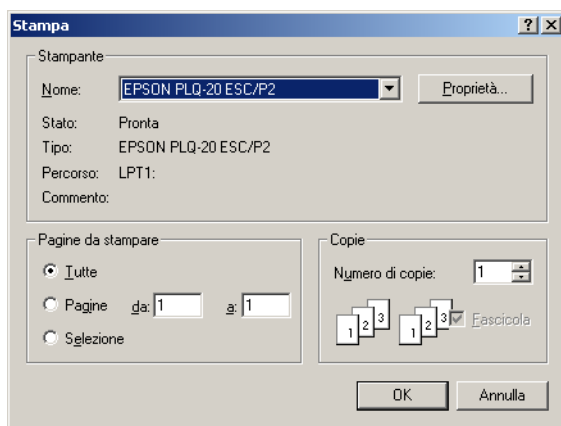 Stampa
Stampante
Nome: EPSON PLQ-20 ESC/P2 Proprietà...
Stato: Pronta
Tipo: EPSON PLQ-20 ESC/P2
Percorso: LPT1:
Commento:
Pagine da stampare
Tutte
Pagine da: 1 a: 1
Selezione
Copie
Numero di copie: 1
1 2 3 1 2 3 Fascicola
OK Annulla